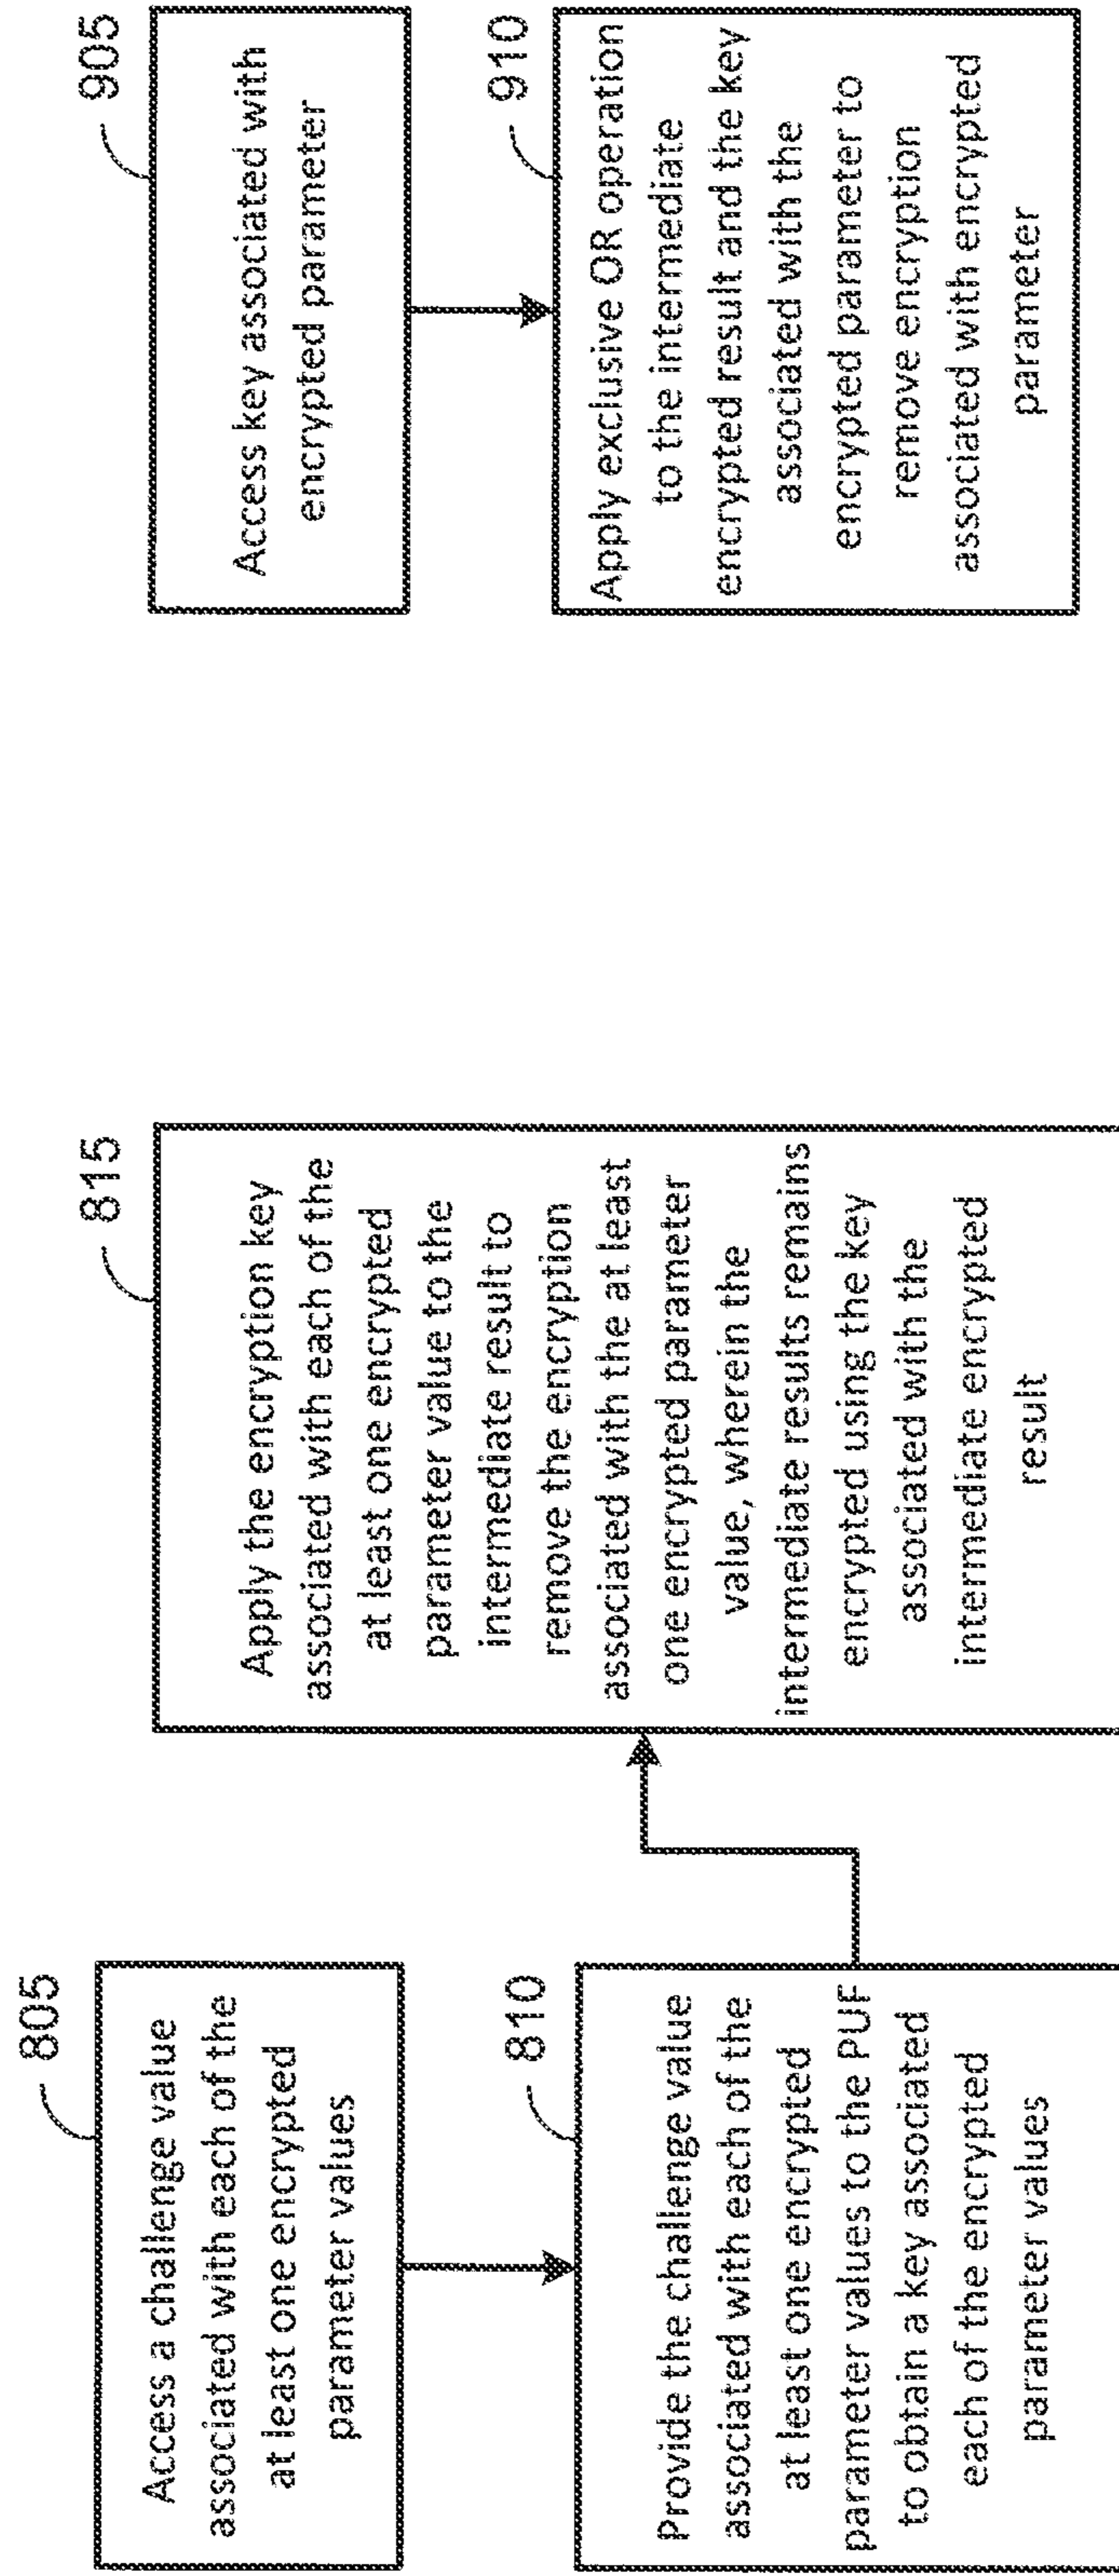 805
Access a challenge value
associated with each of the
at least one encrypted
parameter values
810
Provide the challenge value
associated with each of the
at least one encrypted
parameter values to the PUF
to obtain a key associated
each of the encrypted
parameter values
815
Apply the encryption key
associated with each of the
at least one encrypted
parameter value to the
intermediate result to
remove the encryption
associated with the at least
one encrypted parameter
value, wherein the
intermediate results remains
encrypted using the key
associated with the
intermediate encrypted
result
905
Access key associated with
encrypted parameter
910
Apply exclusive OR operation
to the intermediate
encrypted result and the key
associated with the
encrypted parameter to
remove encryption
associated with encrypted
parameter